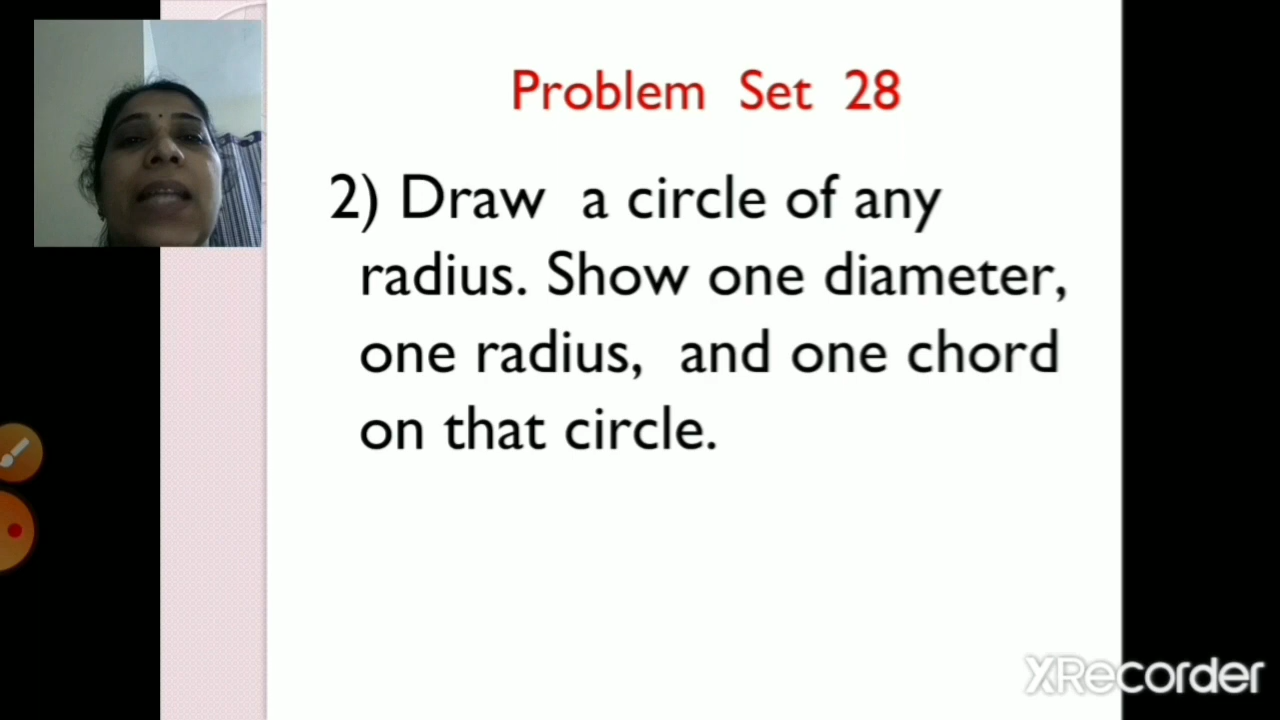 Problem Set 28
2) Draw a circle of any
radius. Show one diameter,
one radius, and one chord
on that circle.
XRecorder